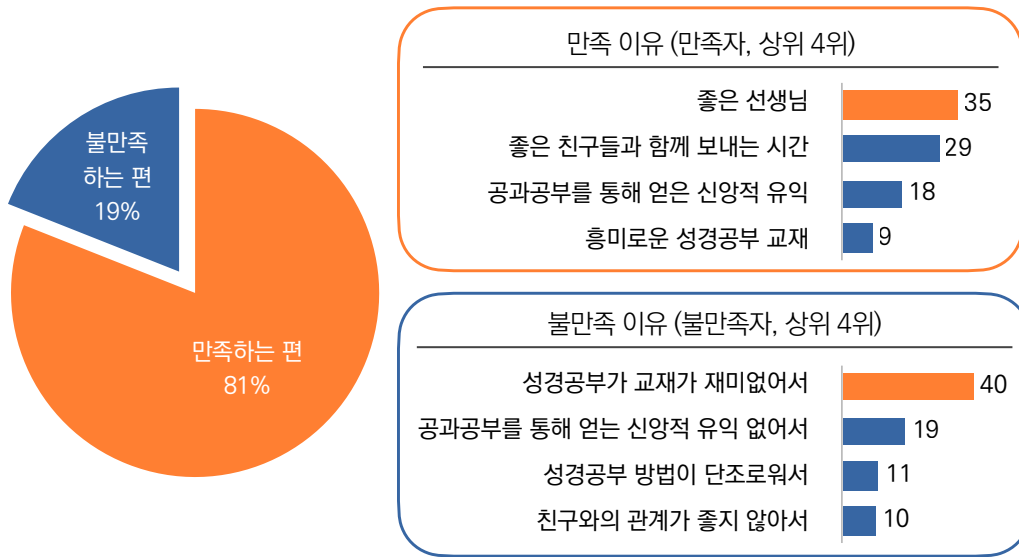 불만족
하는 편
19%
만족하는 편
81%
만족 이유 (만족자, 상위 4위)
좋은 선생님 35
좋은 친구들과 함께 보내는 시간 29
공과공부를 통해 얻은 신앙적 유익 18
흥미로운 성경공부 교재 9
불만족 이유 (불만족자, 상위 4위)
성경공부가 교재가 재미없어서 40
공과공부를 통해 얻는 신앙적 유익 없어서 19
성경공부 방법이 단조로워서 11
친구와의 관계가 좋지 않아서 10